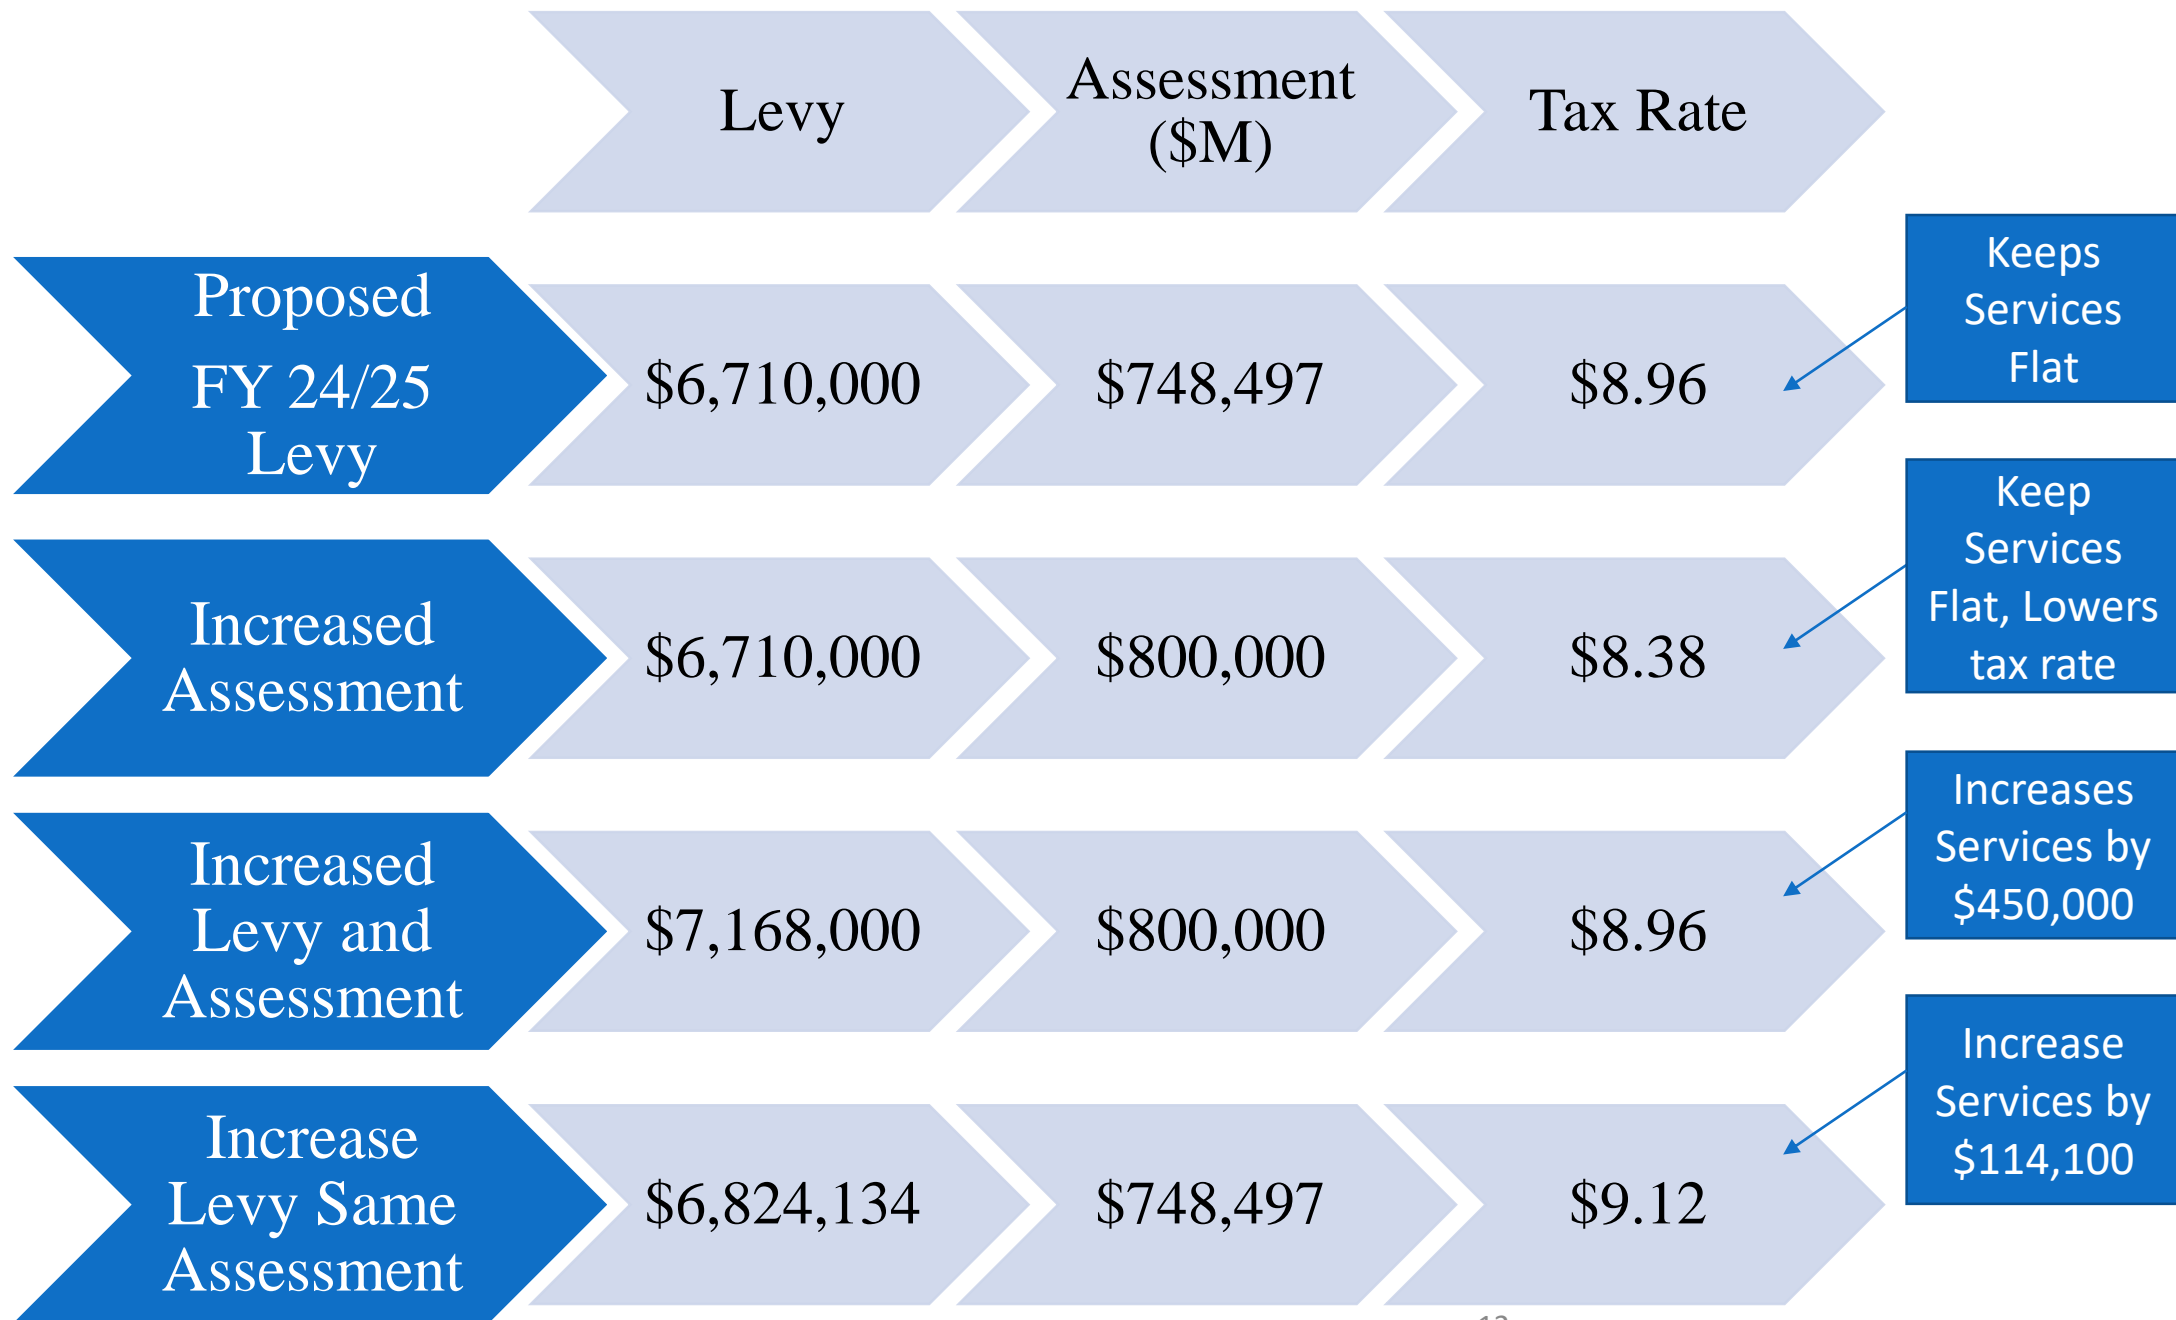 Levy
Assessment
($M)
Tax Rate
Proposed
FY 24/25
Levy
$6,710,000
$748,497
$8.96
Keeps
Services
Flat
Increased
Assessment
$6,710,000
$800,000
$8.38
Keep
Services
Flat, Lowers
tax rate
Increased
Levy and
Assessment
$7,168,000
$800,000
$8.96
Increases
Services by
$450,000
Increase
Levy Same
Assessment
$6,824,134
$748,497
$9.12
Increase
Services by
$114,100